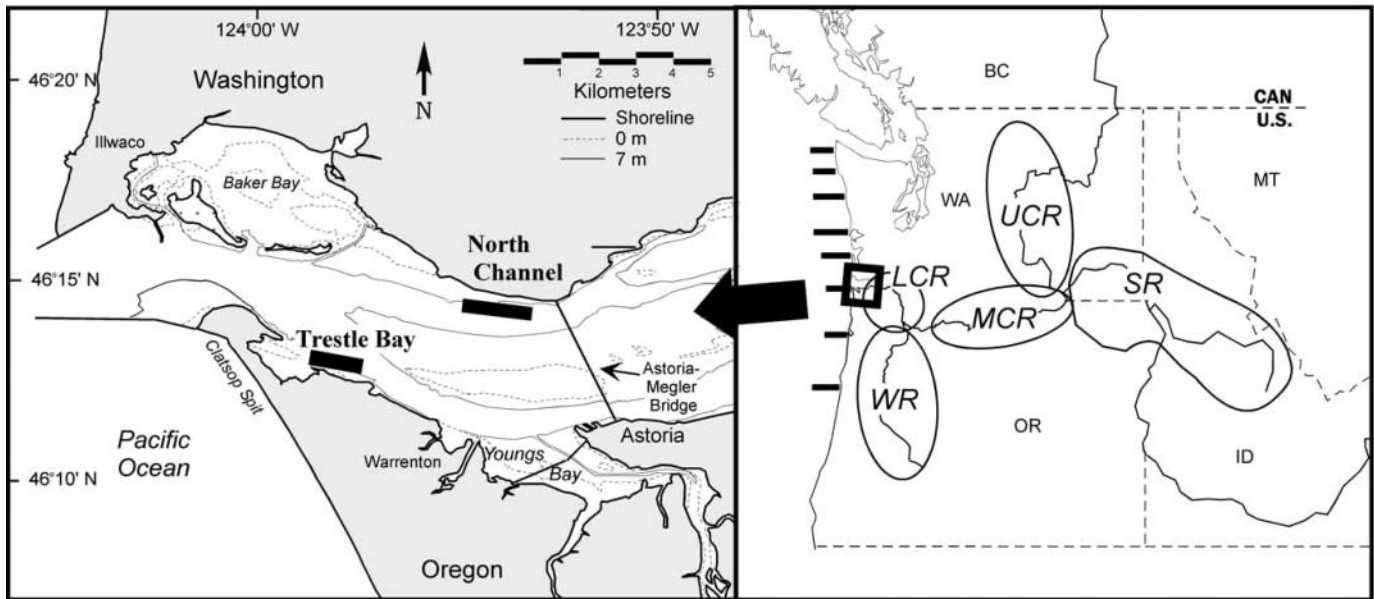 124°00' W
123°50' W
46°20' N
Washington
N
1 2 3 4 5
Kilometers
Shoreline
0 m
7 m
Illwaco
Baker Bay
North
Channel
46°15' N
Trestle Bay
Clatsop Spit
Astoria-
Megler
Bridge
Pacific
Ocean
Warrenton
Youngs
Bay
Astoria
46°10' N
Oregon
BC
CAN
U.S.
WA
MT
UCR
LCR
SR
MCR
WR
OR
ID